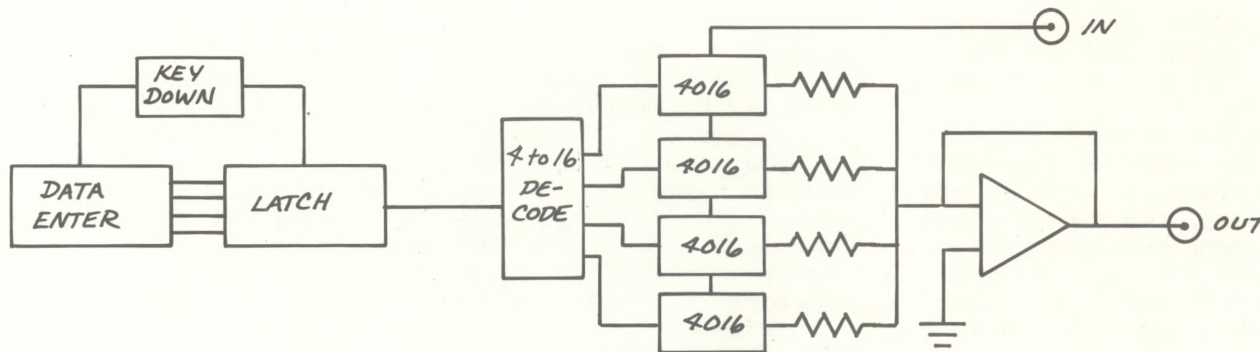 KEY
DOWN
DATA
ENTER
LATCH
4 to 16
DE-
CODE
4016
4016
4016
4016
IN
OUT